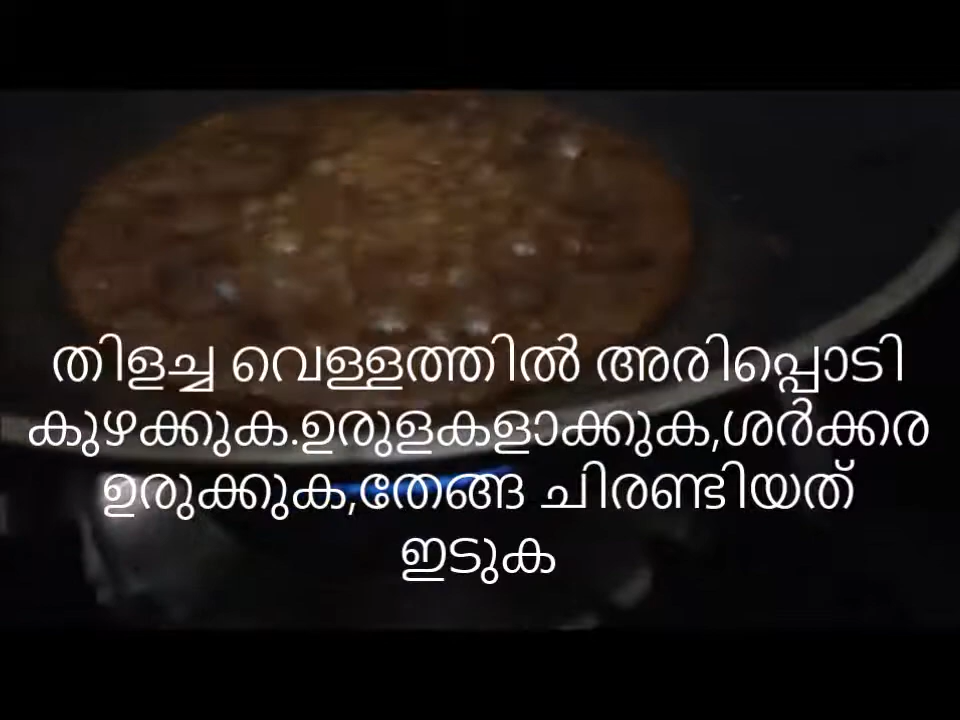 തിളച്ച വെള്ളത്തിൽ അരിപ്പൊടി
കുഴക്കുക.ഉരുളകളാക്കുക,ശർക്കര
ഉരുക്കുക,തേങ്ങ ചിരണ്ടിയത്
ഇടുക